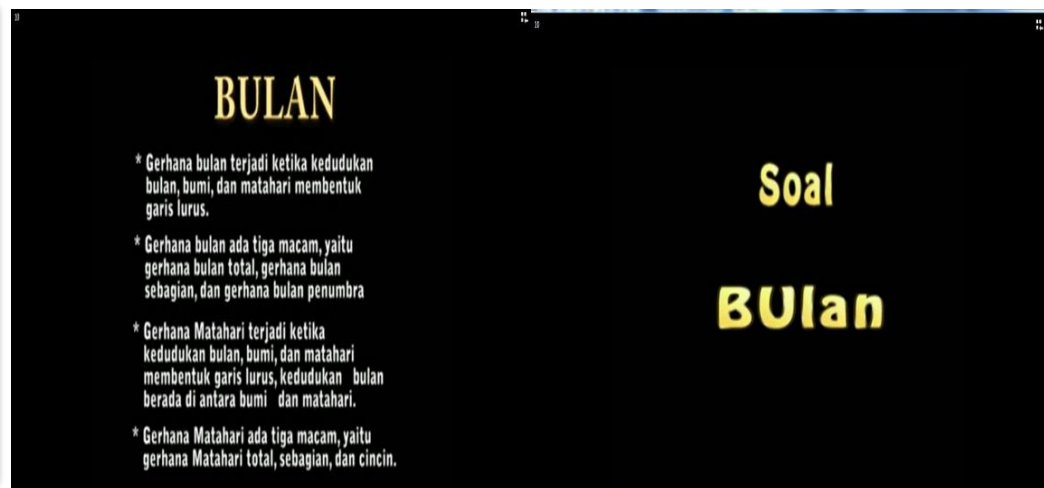 BULAN
* Gerhana bulan terjadi ketika kedudukan
bulan, bumi, dan matahari membentuk
garis lurus.
* Gerhana bulan ada tiga macam, yaitu
gerhana bulan total, gerhana bulan
sebagian, dan gerhana bulan penumbra
* Gerhana Matahari terjadi ketika
kedudukan bulan, bumi, dan matahari
membentuk garis lurus, kedudukan bulan
berada di antara bumi dan matahari.
* Gerhana Matahari ada tiga macam, yaitu
gerhana Matahari total, sebagian, dan cincin.
Soal
BUlan